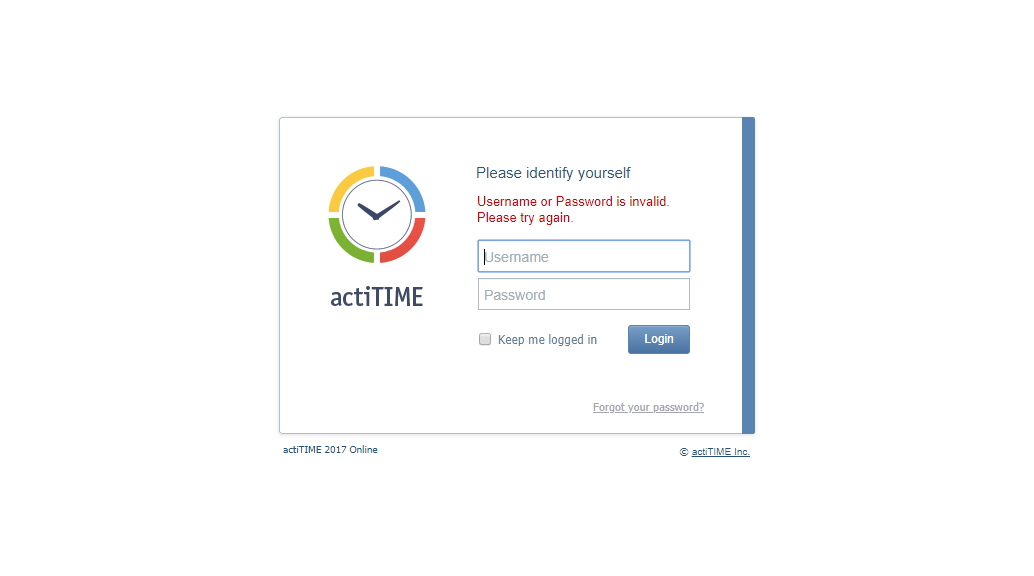 Please identify yourself
Username or Password is invalid.
Please try again.
Username
Password
actiTIME
Keep me logged in
Login
Forgot your password?
actiTIME 2017 Online
© actiTIME Inc.